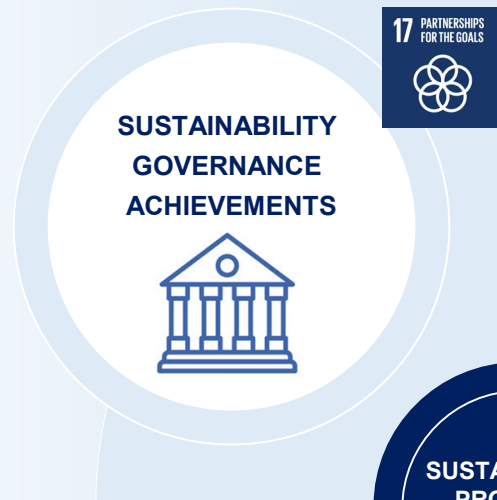 17 PARTNERSHIPS
FOR THE GOALS
SUSTAINABILITY
GOVERNANCE
ACHIEVEMENTS